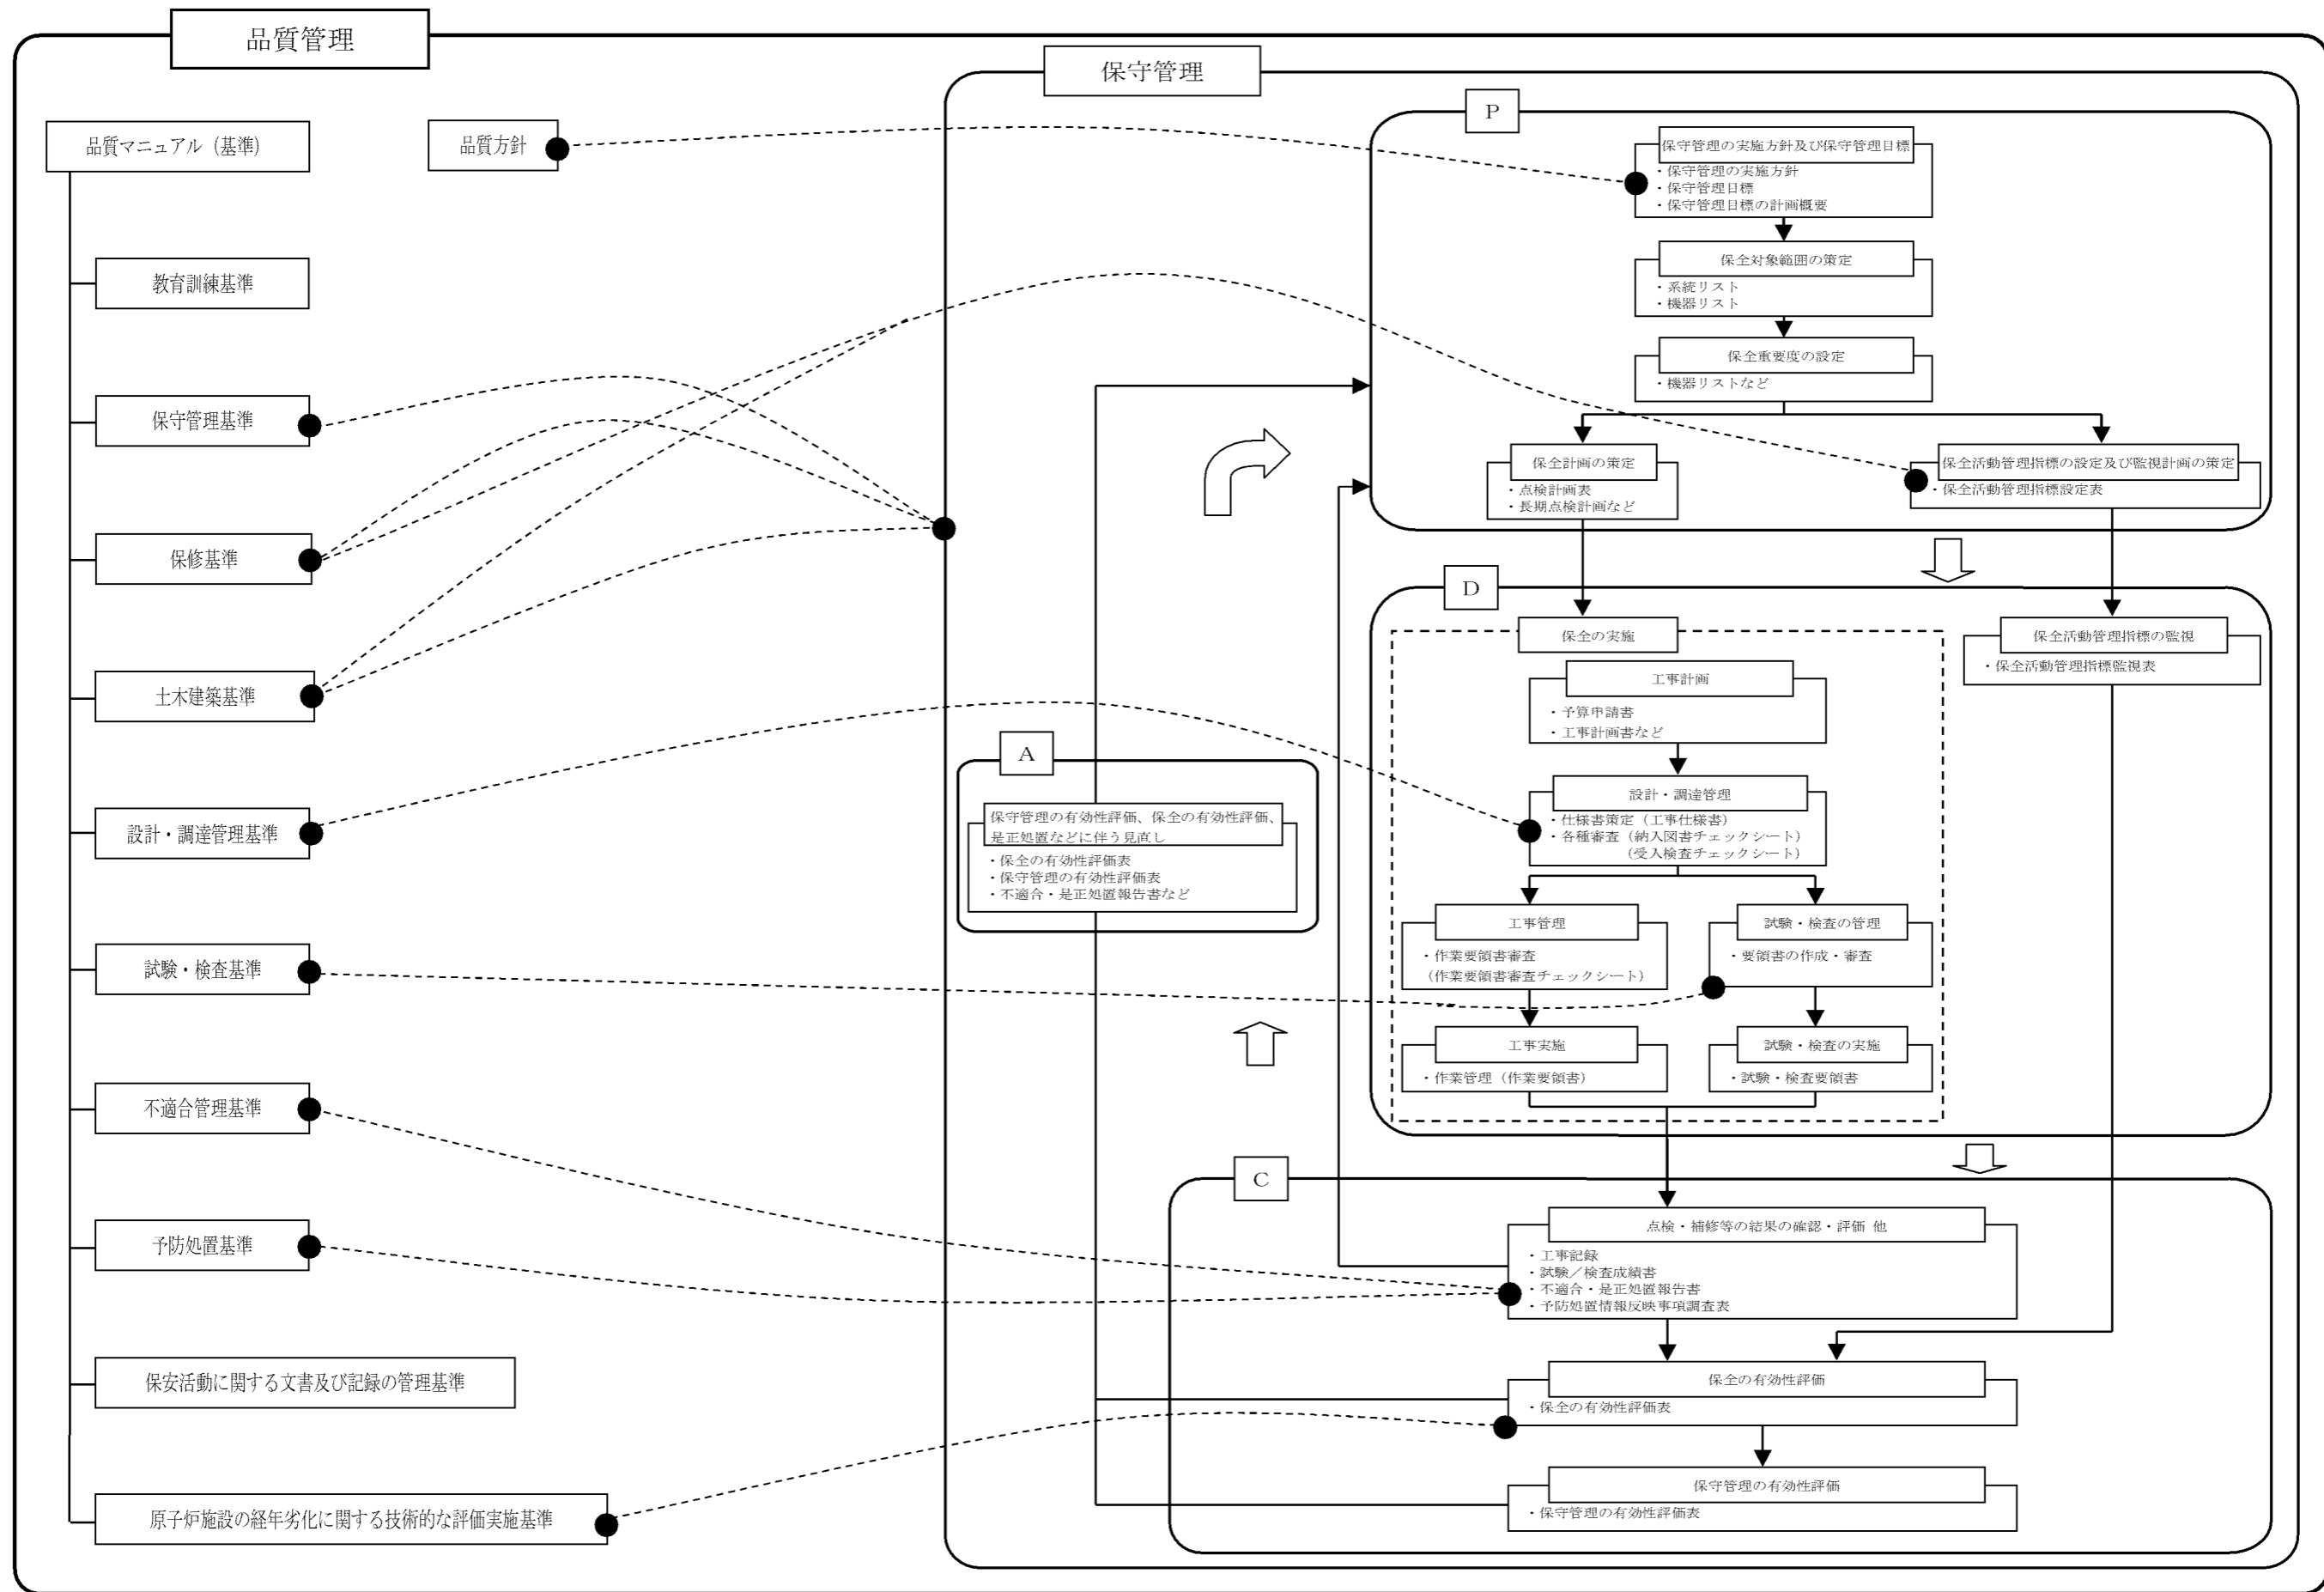 品質管理
品質マニュアル（基準）
品質方針
教育訓練基準
保守管理基準
保修基準
土木建築基準
設計・調達管理基準
試験・検査基準
不適合管理基準
予防処置基準
保安活動に関する文書及び記録の管理基準
原子炉施設の経年劣化に関する技術的な評価実施基準
保守管理
P
保守管理の実施方針及び保守管理目標
・保守管理の実施方針
・保守管理目標
・保守管理目標の計画概要
保全対象範囲の策定
・系統リスト
・機器リスト
保全重要度の設定
・機器リストなど
保全計画の策定
・点検計画表
・長期点検計画など
保全活動管理指標の設定及び監視計画の策定
・保全活動管理指標設定表
D
保全の実施
工事計画
・予算申請書
・工事計画書など
設計・調達管理
・仕様書策定（工事仕様書）
・各種審査（納入図書チェックシート）
（受入検査チェックシート）
工事管理
・作業要領書審査
（作業要領書審査チェックシート）
試験・検査の管理
・要領書の作成・審査
工事実施
・作業管理（作業要領書）
試験・検査の実施
・試験・検査要領書
保全活動管理指標の監視
・保全活動管理指標監視表
C
点検・補修等の結果の確認・評価 他
・工事記録
・試験／検査成績書
・不適合・是正処置報告書
・予防処置情報反映事項調査表
保全の有効性評価
・保全の有効性評価表
保守管理の有効性評価
・保守管理の有効性評価表
A
保守管理の有効性評価、保全の有効性評価、
是正処置などに伴う見直し
・保全の有効性評価表
・保守管理の有効性評価表
・不適合・是正処置報告書など